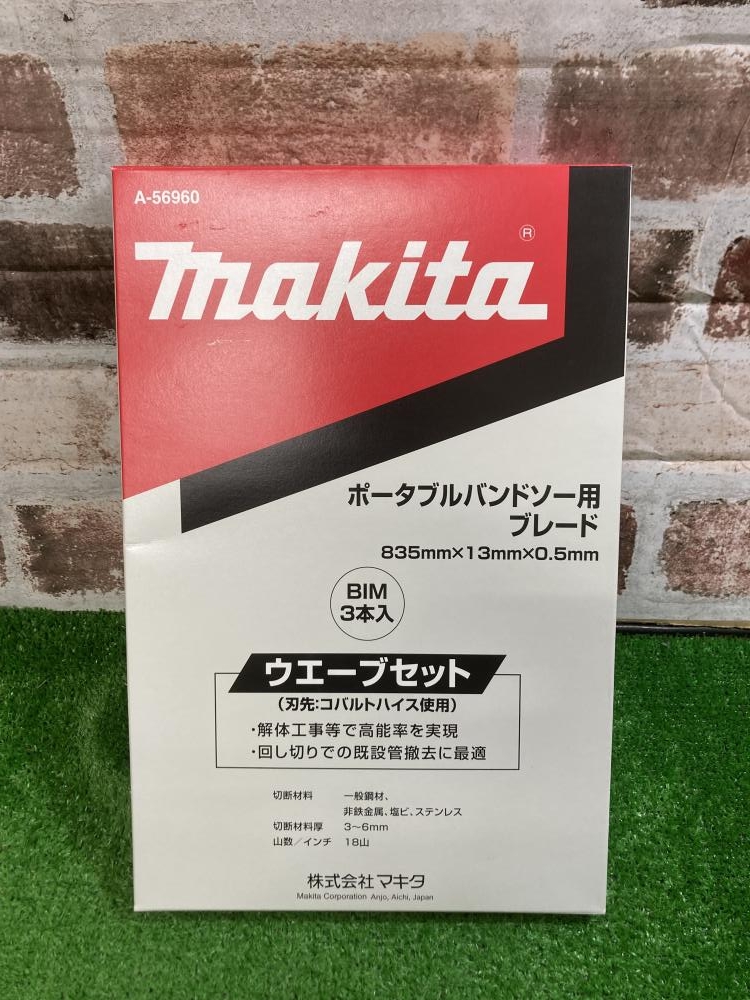 A-56960
makita®
ポータブルバンドソー用
ブレード
835mm×13mm×0.5mm
BIM
3本入
ウエーブセット
(刃先:コバルトハイス使用)
・解体工事等で高能率を実現
・回し切りでの既設管撤去に最適
切断材料 一般鋼材、
非鉄金属、塩ビ、ステンレス
切断材料厚 3〜6mm
山数／インチ 18山
株式会社マキタ
Makita Corporation Anjo, Aichi, Japan